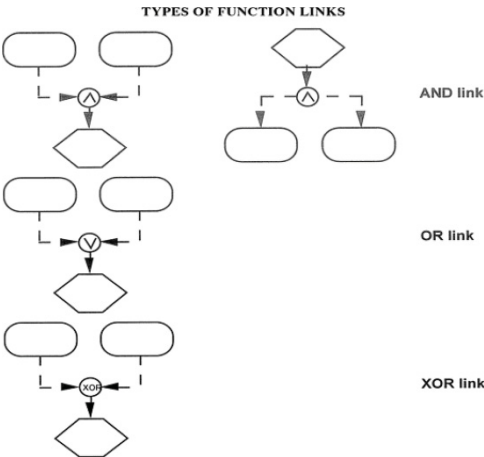 TYPES OF FUNCTION LINKS
∧
∧
AND link
∨
OR link
XOR
XOR link